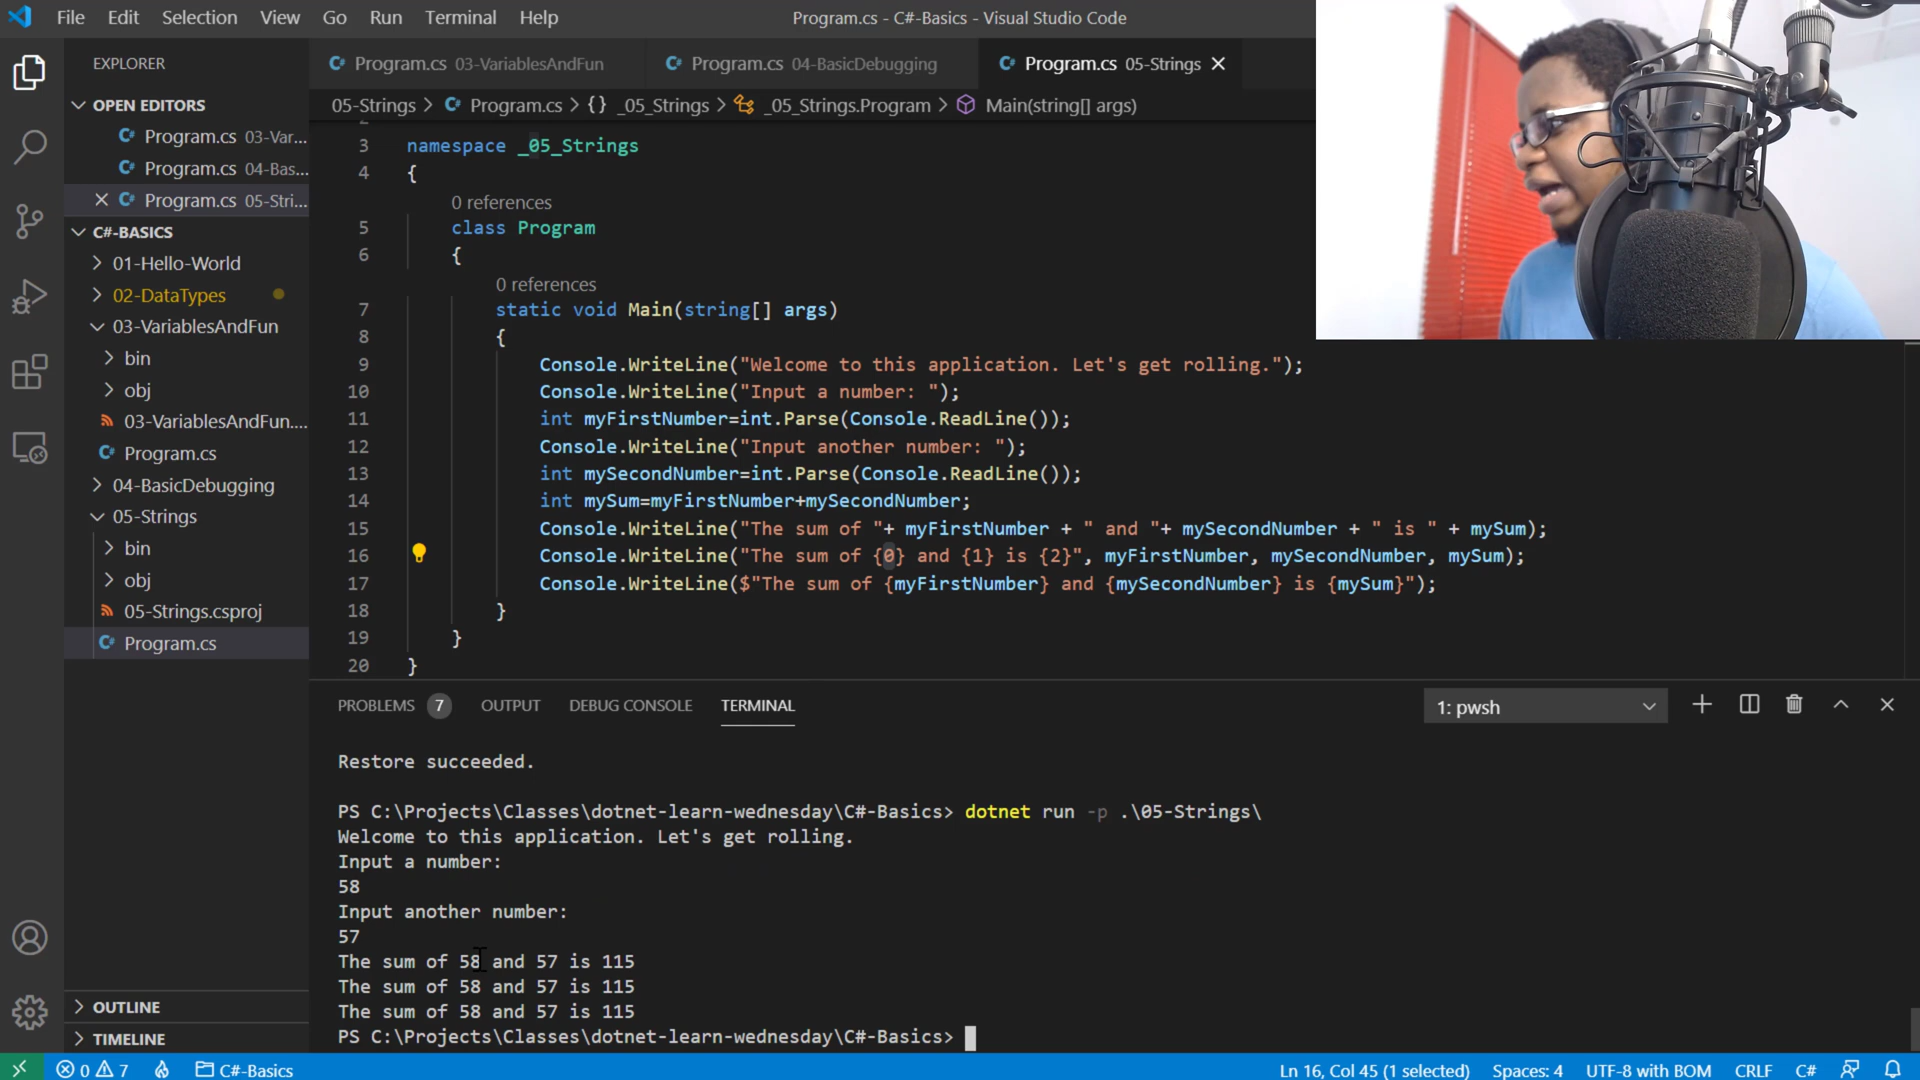 File Edit Selection View Go Run Terminal Help Program.cs - C#-Basics - Visual Studio Code
EXPLORER
OPEN EDITORS
Program.cs 03-Var...
Program.cs 04-Bas...
Program.cs 05-Stri...
C#-BASICS
01-Hello-World
02-DataTypes
03-VariablesAndFun
bin
obj
03-VariablesAndFun....
Program.cs
04-BasicDebugging
05-Strings
bin
obj
05-Strings.csproj
Program.cs
OUTLINE
TIMELINE
Program.cs 03-VariablesAndFun Program.cs 04-BasicDebugging Program.cs 05-Strings
05-Strings > Program.cs > {} _05_Strings > _05_Strings.Program > Main(string[] args)
3 namespace _05_Strings
4 {
0 references
5 class Program
6 {
0 references
7 static void Main(string[] args)
8 {
9 Console.WriteLine("Welcome to this application. Let's get rolling.");
10 Console.WriteLine("Input a number: ");
11 int myFirstNumber=int.Parse(Console.ReadLine());
12 Console.WriteLine("Input another number: ");
13 int mySecondNumber=int.Parse(Console.ReadLine());
14 int mySum=myFirstNumber+mySecondNumber;
15 Console.WriteLine("The sum of "+ myFirstNumber + " and "+ mySecondNumber + " is " + mySum);
16 Console.WriteLine("The sum of {0} and {1} is {2}", myFirstNumber, mySecondNumber, mySum);
17 Console.WriteLine($"The sum of {myFirstNumber} and {mySecondNumber} is {mySum}");
18 }
19 }
20 }
PROBLEMS 7 OUTPUT DEBUG CONSOLE TERMINAL 1: pwsh
Restore succeeded.
PS C:\Projects\Classes\dotnet-learn-wednesday\C#-Basics> dotnet run -p .\05-Strings\
Welcome to this application. Let's get rolling.
Input a number:
58
Input another number:
57
The sum of 58 and 57 is 115
The sum of 58 and 57 is 115
The sum of 58 and 57 is 115
PS C:\Projects\Classes\dotnet-learn-wednesday\C#-Basics>
0 7 C#-Basics Ln 16, Col 45 (1 selected) Spaces: 4 UTF-8 with BOM CRLF C#